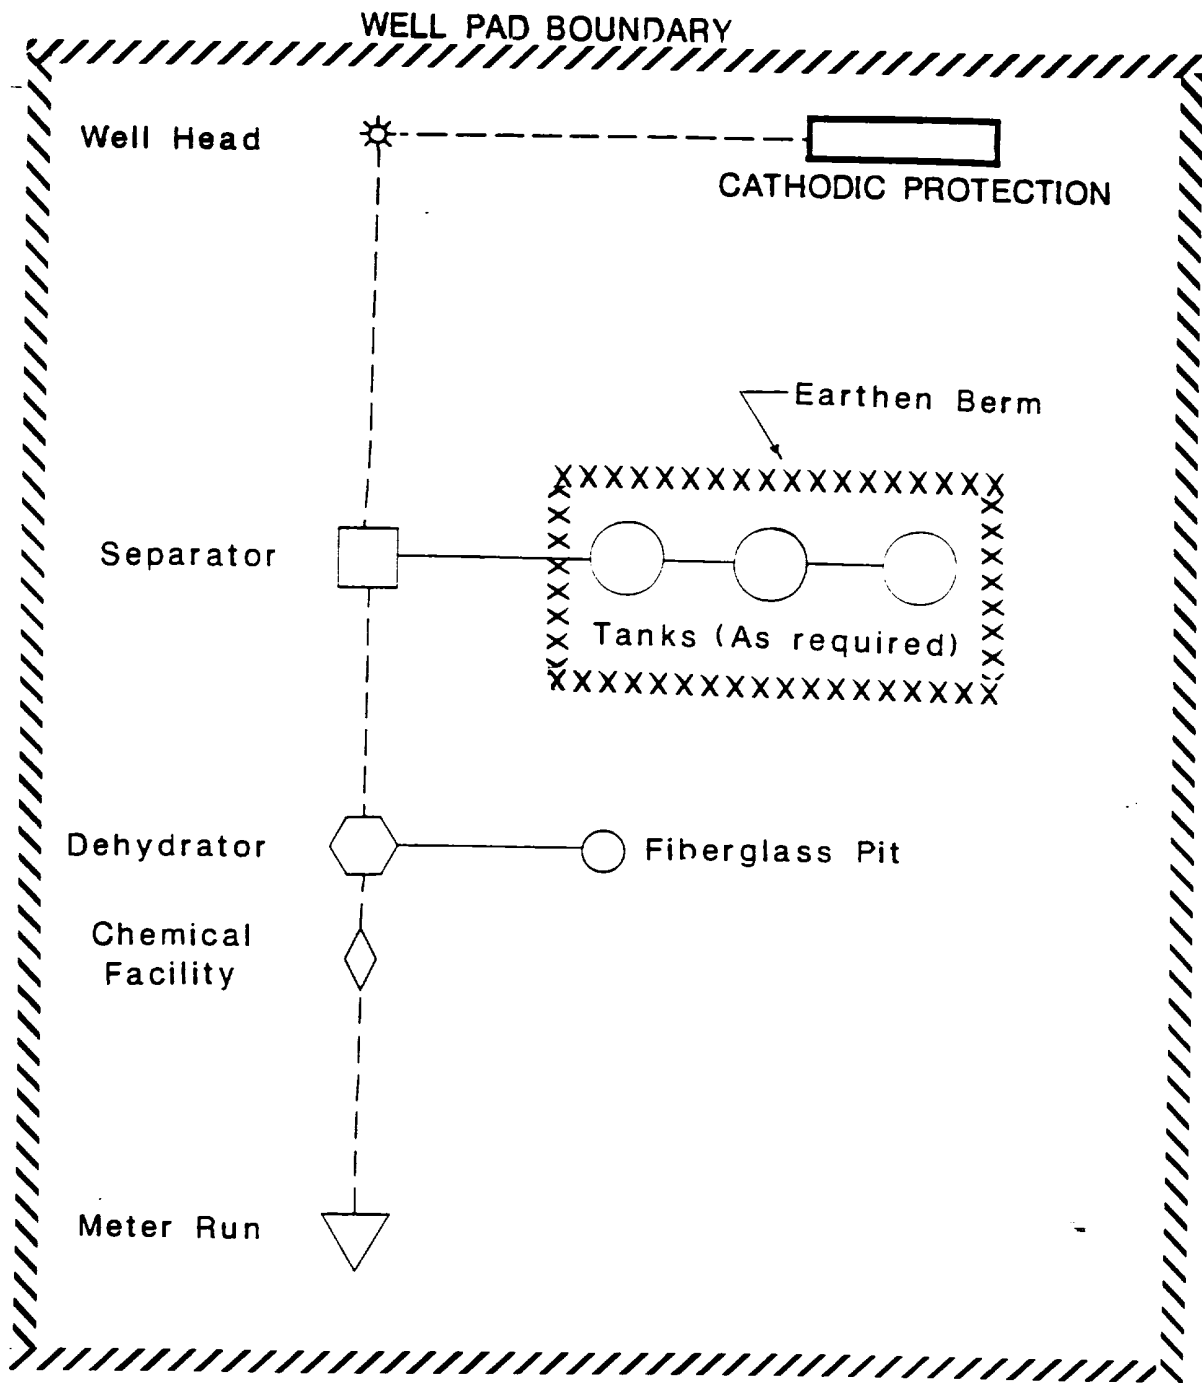 WELL PAD BOUNDARY
Well Head
CATHODIC PROTECTION
Earthen Berm
Separator
Tanks (As required)
Dehydrator
Fiberglass Pit
Chemical
Facility
Meter Run